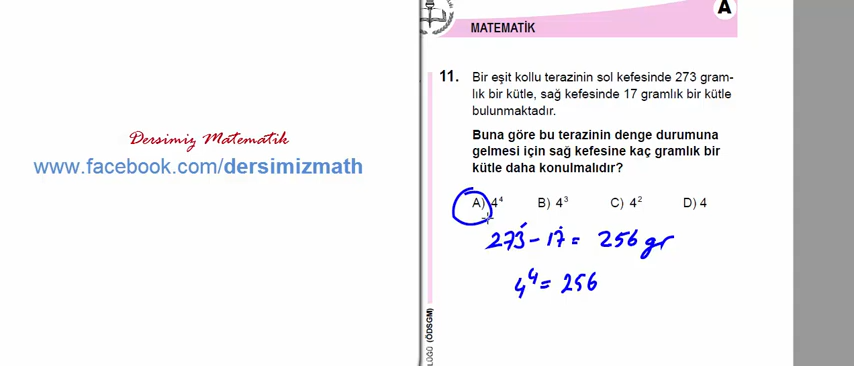 A
MATEMATİK
11. Bir eşit kollu terazinin sol kefesinde 273 gram-
lık bir kütle, sağ kefesinde 17 gramlık bir kütle
bulunmaktadır.
Buna göre bu terazinin denge durumuna
gelmesi için sağ kefesine kaç gramlık bir
kütle daha konulmalıdır?
A) 4⁴ B) 4³ C) 4² D) 4
273 - 17 = 256 gr
4⁴ = 256
Dersimiz Matematik
www.facebook.com/dersimizmath
(ÖDSGM)